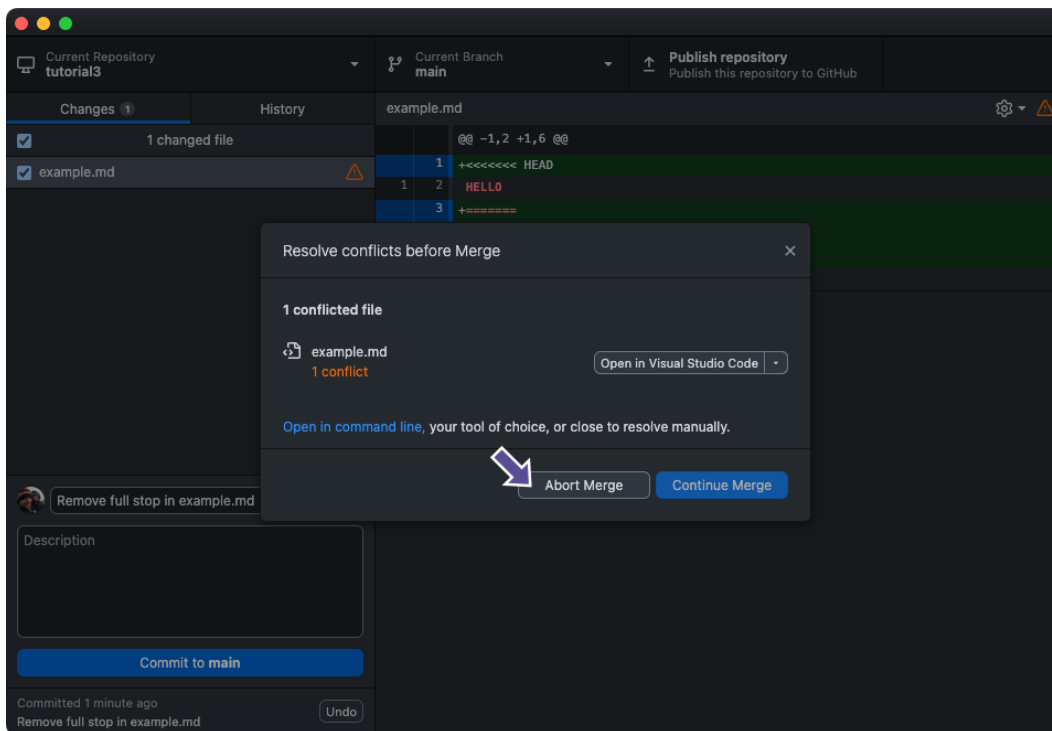 Current Repository
tutorial3
Current Branch
main
Publish repository
Publish this repository to GitHub
Changes 1
History
example.md
1 changed file
@@ -1,2 +1,6 @@
example.md
1 +<<<<<<< HEAD
1 2 HELLO
3 +=======
Resolve conflicts before Merge
1 conflicted file
example.md
1 conflict
Open in Visual Studio Code
Open in command line, your tool of choice, or close to resolve manually.
Abort Merge
Continue Merge
Remove full stop in example.md
Description
Commit to main
Committed 1 minute ago
Remove full stop in example.md
Undo